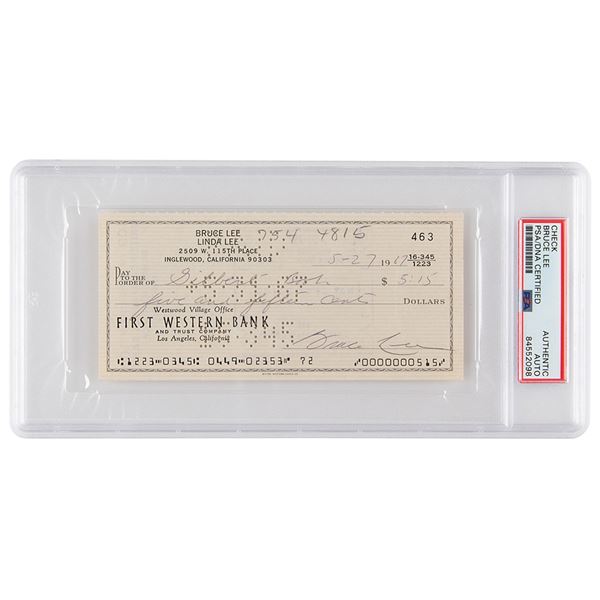 BRUCE LEE 754 4815 463
LINDA LEE
2509 W. 115TH PLACE
INGLEWOOD, CALIFORNIA 90303
5-27 19 16-345
1223
PAY TO THE ORDER OF Gilbert $ 5.15
five and fifteen cents DOLLARS
Westwood Village Office
FIRST WESTERN BANK
AND TRUST COMPANY
Los Angeles, California
Bruce Lee
1223 0345 0449 02353 72 0000000515
CHECK
BRUCE LEE
PSA/DNA CERTIFIED
PSA
AUTHENTIC
AUTO
84552098